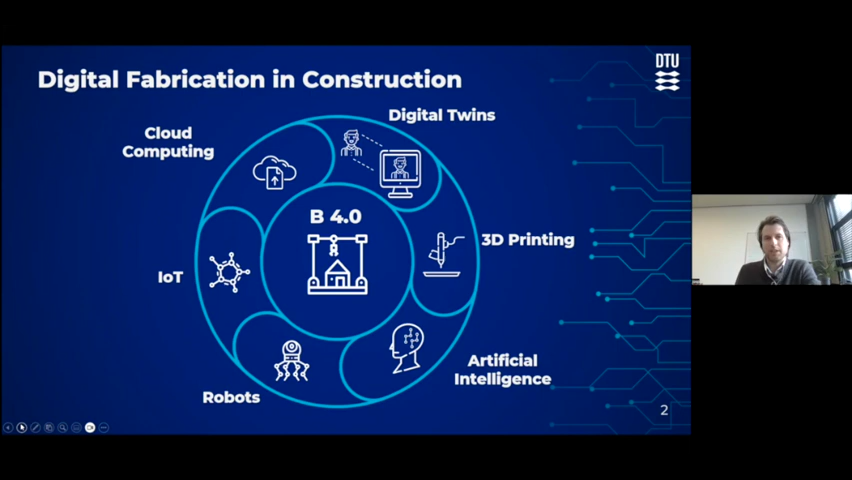 Digital Fabrication in Construction
DTU
Digital Twins
Cloud
Computing
B 4.0
3D Printing
IoT
Artificial
Intelligence
Robots
2